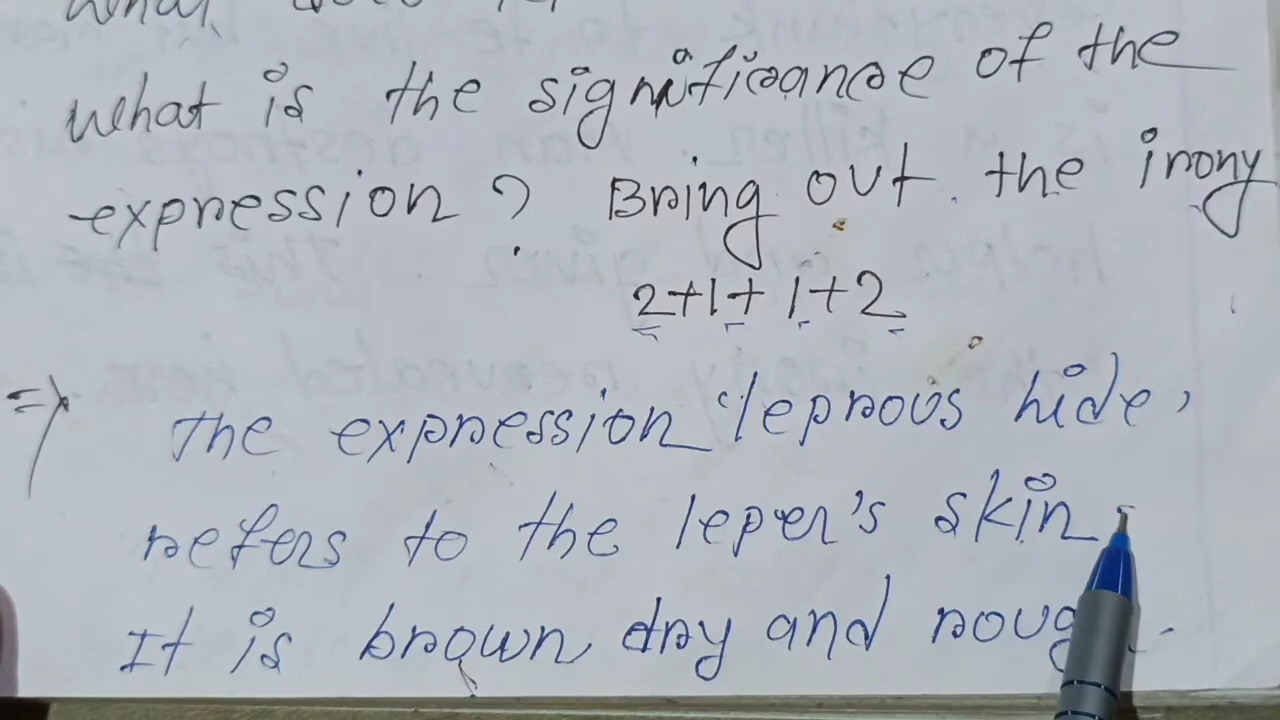 what
what is the significance of the
expression? Bring out the irony
2+1+1+2
=> The expression 'leprous hide'
refers to the leper's skin
It is brown dry and